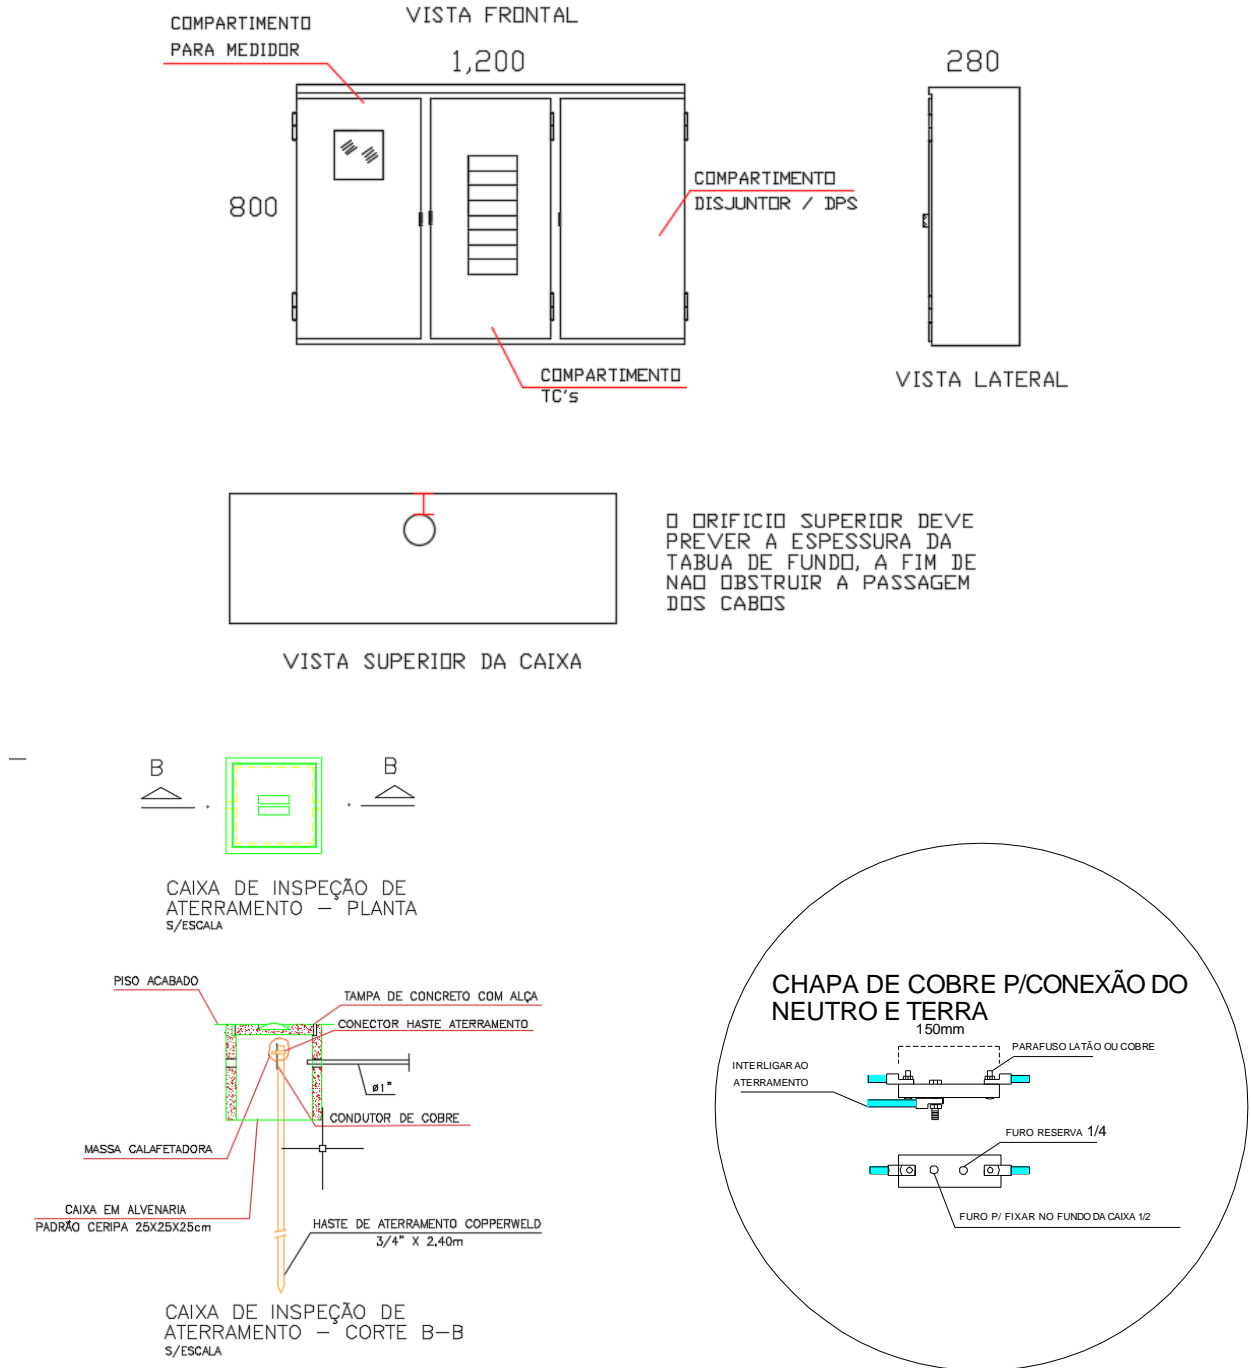 VISTA FRONTAL
COMPARTIMENTO
PARA MEDIDOR
1,200
280
800
COMPARTIMENTO
DISJUNTOR / DPS
COMPARTIMENTO
TC's
VISTA LATERAL
O ORIFICIO SUPERIOR DEVE
PREVER A ESPESSURA DA
TABUA DE FUNDO, A FIM DE
NAO OBSTRUIR A PASSAGEM
DOS CABOS
VISTA SUPERIOR DA CAIXA
B
B
CAIXA DE INSPEÇÃO DE
ATERRAMENTO – PLANTA
S/ESCALA
PISO ACABADO
TAMPA DE CONCRETO COM ALÇA
CONECTOR HASTE ATERRAMENTO
ø1"
CONDUTOR DE COBRE
MASSA CALAFETADORA
CAIXA EM ALVENARIA
PADRÃO CERIPA 25X25X25cm
HASTE DE ATERRAMENTO COPPERWELD
3/4" X 2,40m
CAIXA DE INSPEÇÃO DE
ATERRAMENTO – CORTE B–B
S/ESCALA
CHAPA DE COBRE P/CONEXÃO DO
NEUTRO E TERRA
150mm
PARAFUSO LATÃO OU COBRE
INTERLIGAR AO
ATERRAMENTO
FURO RESERVA 1/4
FURO P/ FIXAR NO FUNDO DA CAIXA 1/2